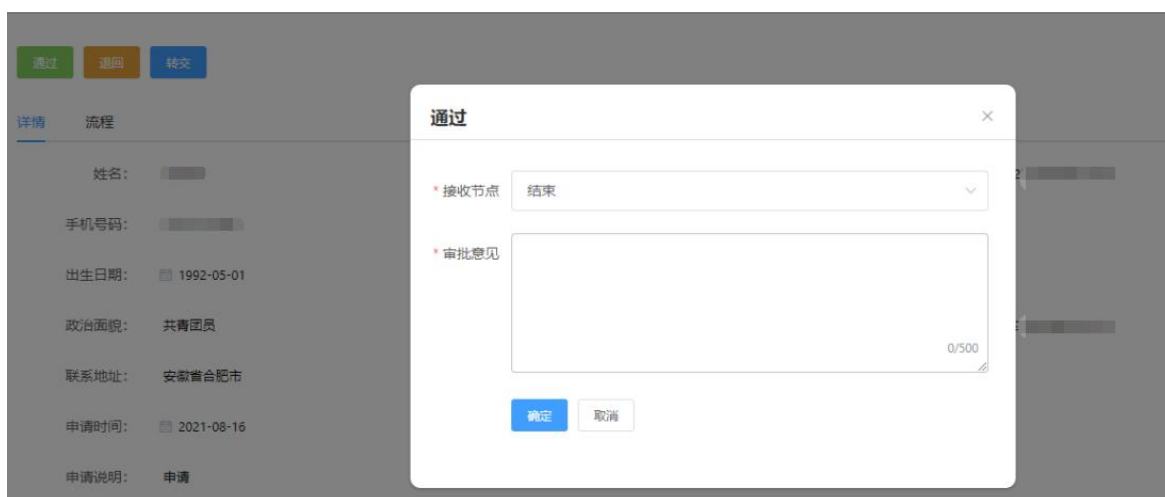 通过 退回 转交
详情 流程
姓名：
手机号码：
出生日期： 1992-05-01
政治面貌： 共青团员
联系地址： 安徽省合肥市
申请时间： 2021-08-16
申请说明： 申请
通过
* 接收节点 结束
* 审批意见
0/500
确定 取消